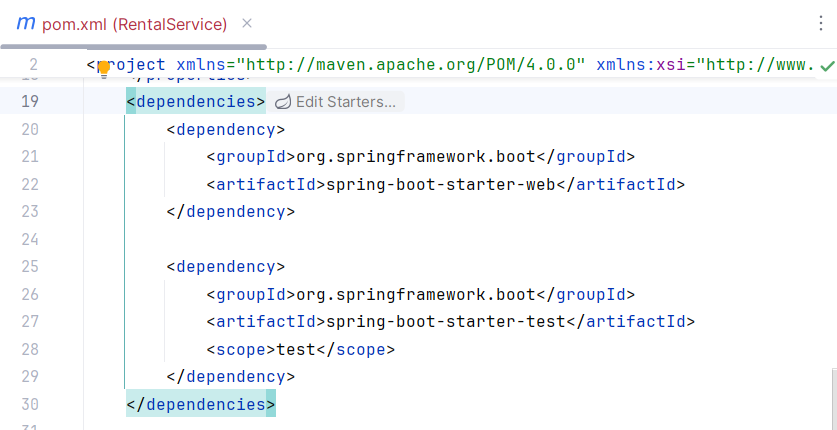 m pom.xml (RentalService) ×
2 <project xmlns="http://maven.apache.org/POM/4.0.0" xmlns:xsi="http://www.
19 <dependencies> Edit Starters...
20 <dependency>
21 <groupId>org.springframework.boot</groupId>
22 <artifactId>spring-boot-starter-web</artifactId>
23 </dependency>
24
25 <dependency>
26 <groupId>org.springframework.boot</groupId>
27 <artifactId>spring-boot-starter-test</artifactId>
28 <scope>test</scope>
29 </dependency>
30 </dependencies>